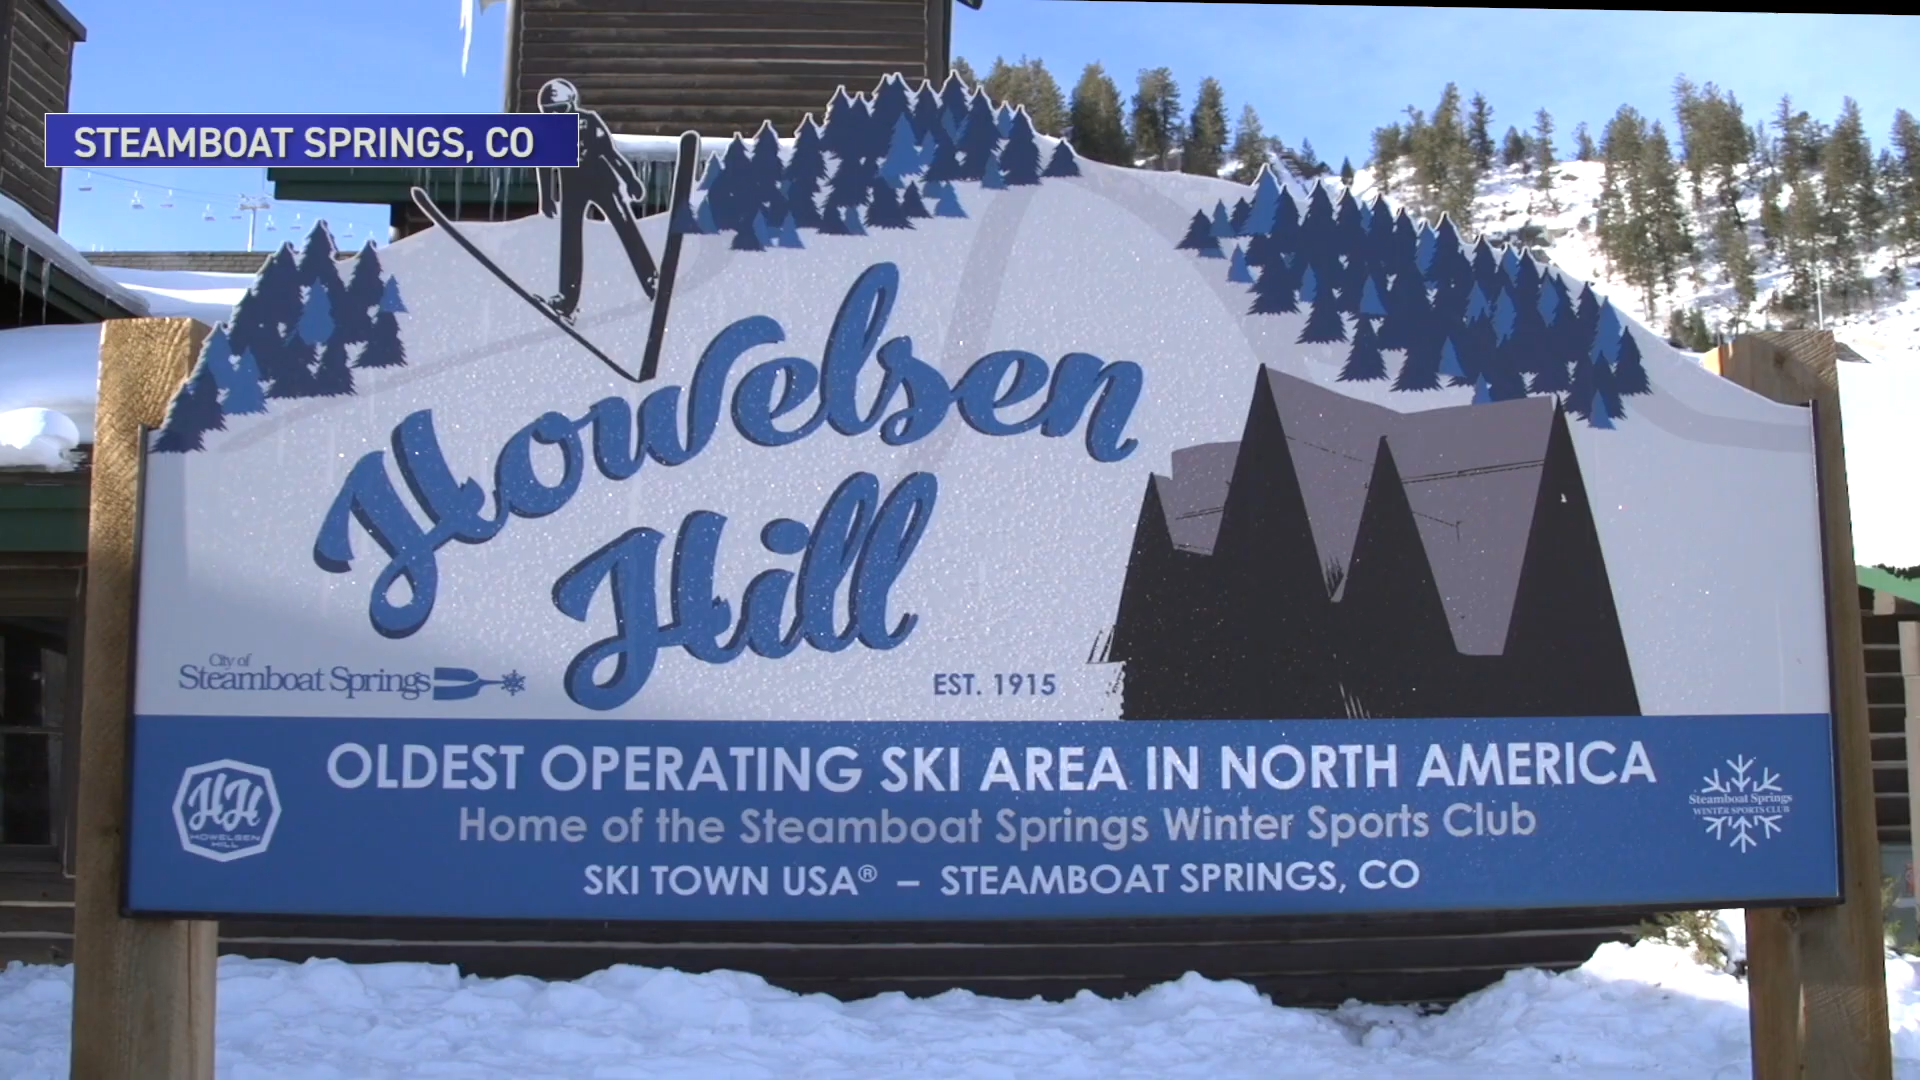 STEAMBOAT SPRINGS, CO
Howelsen
Hill
City of
Steamboat Springs
EST. 1915
OLDEST OPERATING SKI AREA IN NORTH AMERICA
Home of the Steamboat Springs Winter Sports Club
SKI TOWN USA® – STEAMBOAT SPRINGS, CO
HH
HOWELSEN
HILL
Steamboat Springs
WINTER SPORTS CLUB